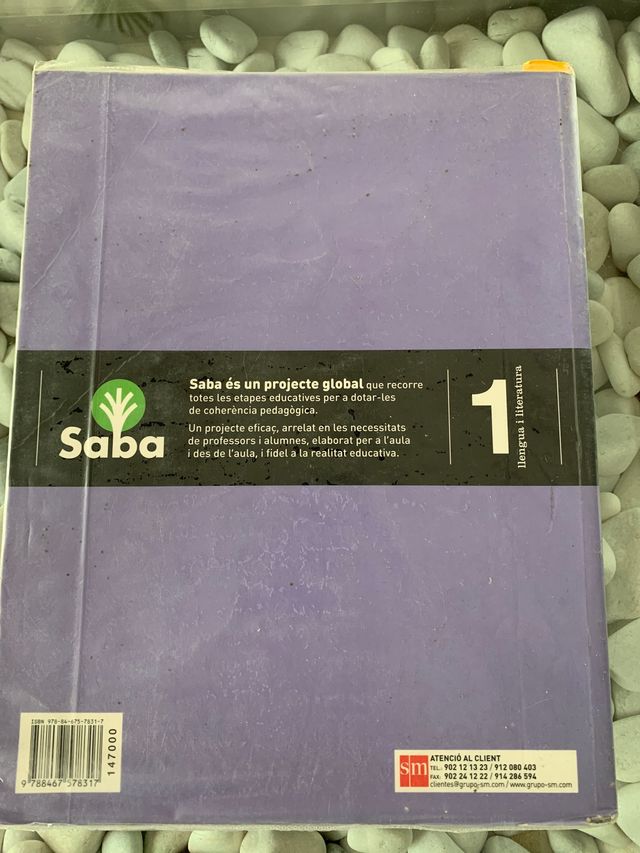 Saba
Saba és un projecte global que recorre
totes les etapes educatives per a dotar-les
de coherència pedagògica.
Un projecte eficaç, arrelat en les necessitats
de professors i alumnes, elaborat per a l'aula
i des de l'aula, i fidel a la realitat educativa.
1
llengua i literatura
ISBN 978-84-675-7831-7
9 788467 578317
147000
sm
ATENCIÓ AL CLIENT
TEL.: 902 12 13 23 / 912 080 403
FAX: 902 24 12 22 / 914 286 594
clientes@grupo-sm.com / www.grupo-sm.com